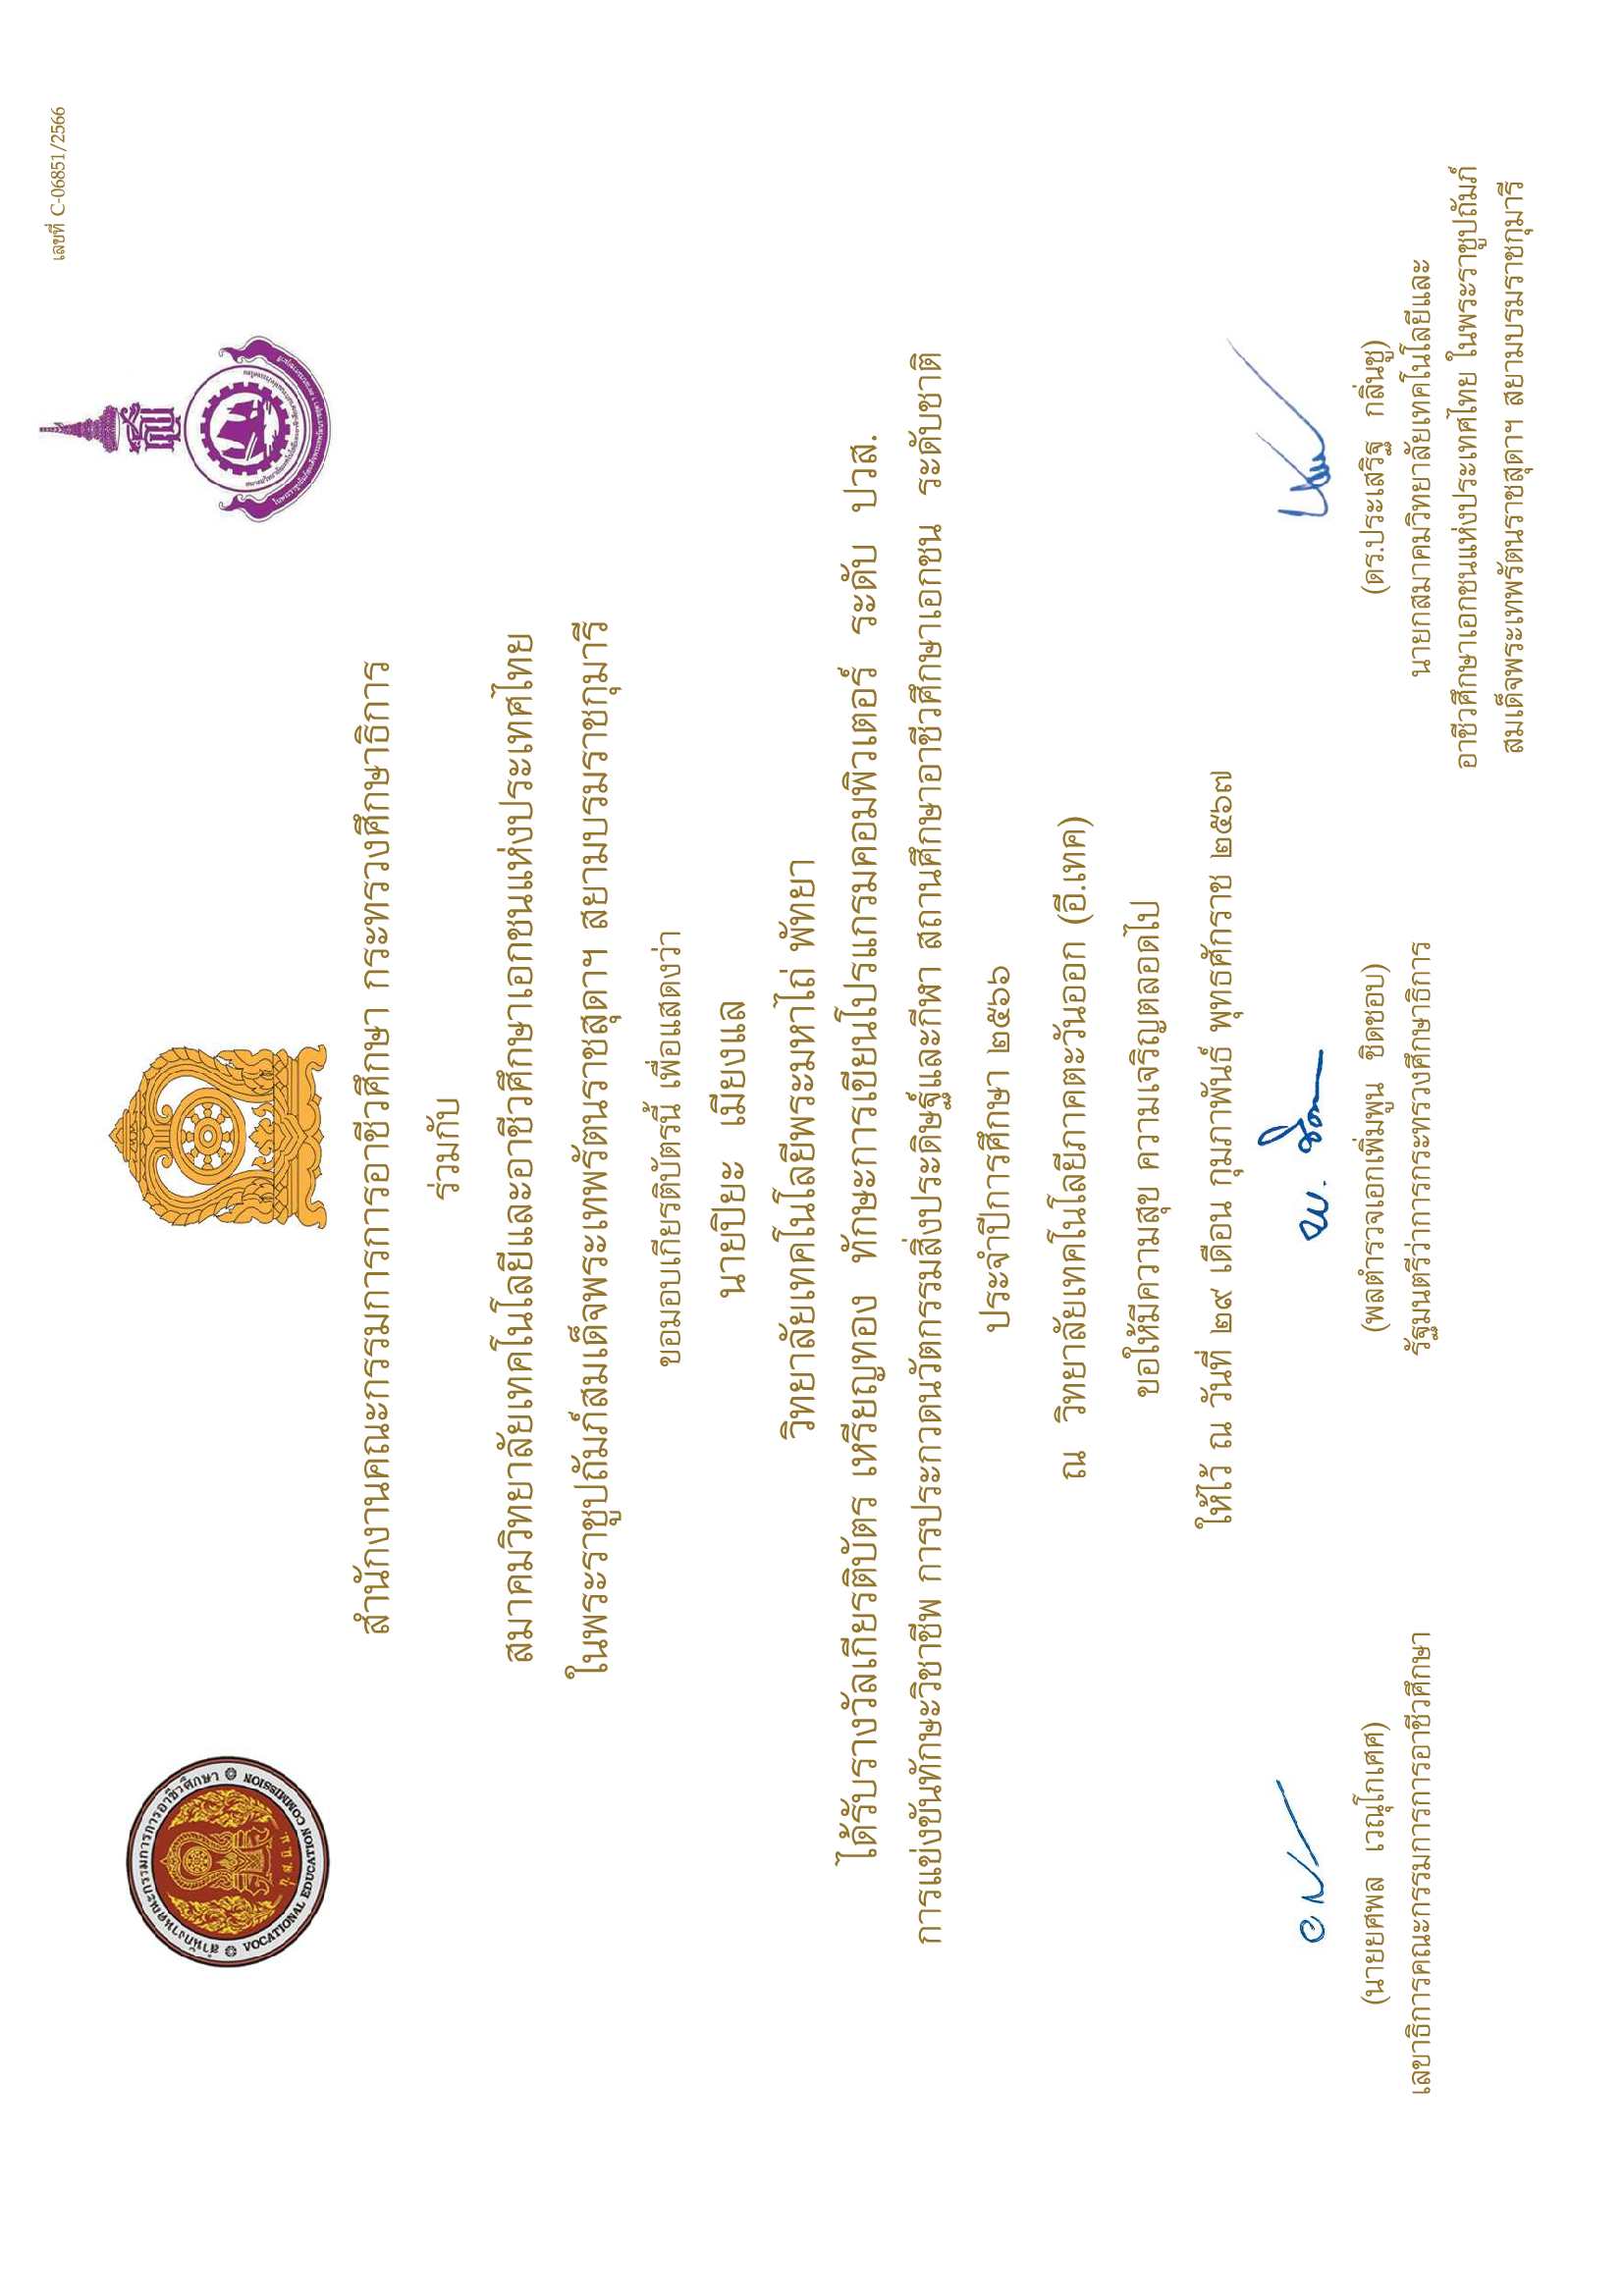 เลขที่ C-06851/2566
สำนักงานคณะกรรมการการอาชีวศึกษา
VOCATIONAL EDUCATION COMMISSION
สำนักงานคณะกรรมการการอาชีวศึกษา กระทรวงศึกษาธิการ
ร่วมกับ
สมาคมวิทยาลัยเทคโนโลยีและอาชีวศึกษาเอกชนแห่งประเทศไทย
ในพระราชูปถัมภ์สมเด็จพระเทพรัตนราชสุดาฯ สยามบรมราชกุมารี
ขอมอบเกียรติบัตรนี้ เพื่อแสดงว่า
นายปิยะ เมียงแล
วิทยาลัยเทคโนโลยีพระมหาไถ่ พัทยา
ได้รับรางวัลเกียรติบัตร เหรียญทอง ทักษะการเขียนโปรแกรมคอมพิวเตอร์ ระดับ ปวส.
การแข่งขันทักษะวิชาชีพ การประกวดนวัตกรรมสิ่งประดิษฐ์และกีฬา สถานศึกษาอาชีวศึกษาเอกชน ระดับชาติ
ประจำปีการศึกษา ๒๕๖๖
ณ วิทยาลัยเทคโนโลยีภาคตะวันออก (อี.เทค)
ขอให้มีความสุข ความเจริญตลอดไป
ให้ไว้ ณ วันที่ ๒๙ เดือน กุมภาพันธ์ พุทธศักราช ๒๕๖๗
(นายยศพล เวณุโกเศศ)
เลขาธิการคณะกรรมการการอาชีวศึกษา
(พลตำรวจเอกเพิ่มพูน ชิดชอบ)
รัฐมนตรีว่าการกระทรวงศึกษาธิการ
(ดร.ประเสริฐ กลิ่นชู)
นายกสมาคมวิทยาลัยเทคโนโลยีและ
อาชีวศึกษาเอกชนแห่งประเทศไทย ในพระราชูปถัมภ์
สมเด็จพระเทพรัตนราชสุดาฯ สยามบรมราชกุมารี